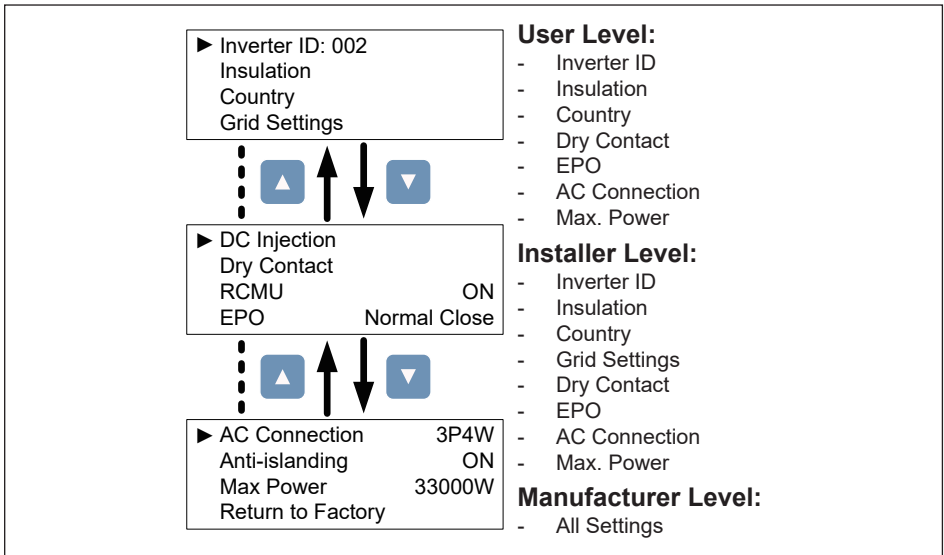 ► Inverter ID: 002
Insulation
Country
Grid Settings
► DC Injection
Dry Contact
RCMU ON
EPO Normal Close
► AC Connection 3P4W
Anti-islanding ON
Max Power 33000W
Return to Factory
User Level:
- Inverter ID
- Insulation
- Country
- Dry Contact
- EPO
- AC Connection
- Max. Power
Installer Level:
- Inverter ID
- Insulation
- Country
- Grid Settings
- Dry Contact
- EPO
- AC Connection
- Max. Power
Manufacturer Level:
- All Settings